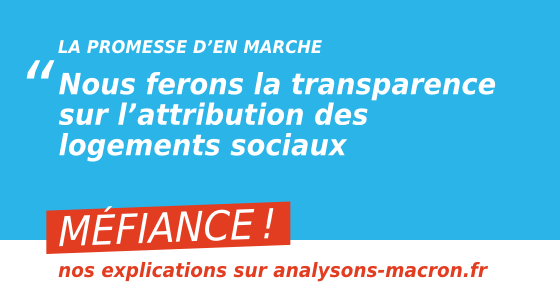 LA PROMESSE D’EN MARCHE
“ Nous ferons la transparence
sur l’attribution des
logements sociaux
MÉFIANCE !
nos explications sur analysons-macron.fr